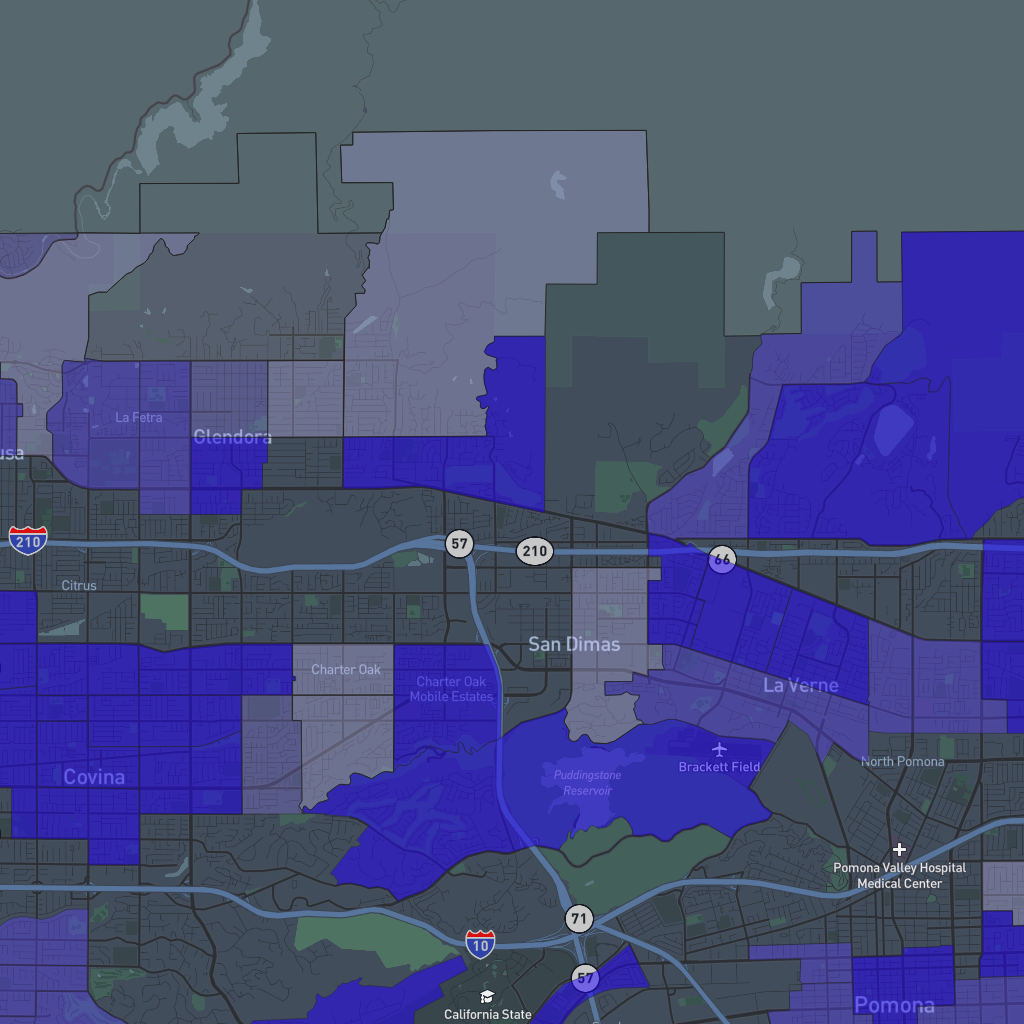 La Fetra
Glendora
usa
210
57
210
66
Citrus
San Dimas
Charter Oak
Charter Oak
Mobile Estates
La Verne
Covina
Brackett Field
Puddingstone
Reservoir
North Pomona
Pomona Valley Hospital
Medical Center
71
10
57
California State
Pomona